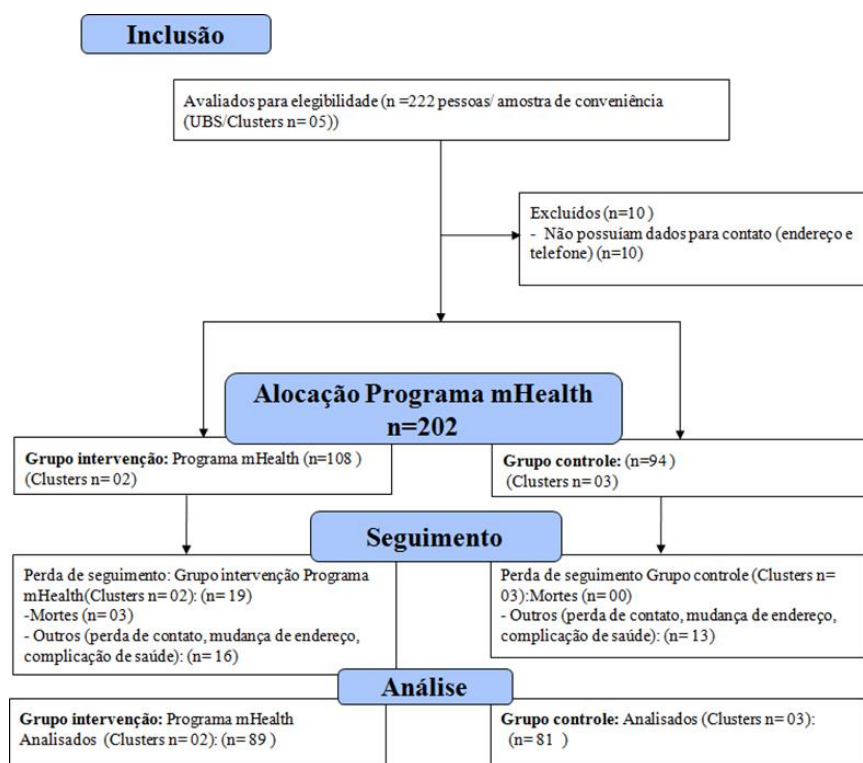 Inclusão
Avaliados para elegibilidade (n =222 pessoas/ amostra de conveniência
(UBS/Clusters n= 05))
Excluídos (n=10 )
- Não possuíam dados para contato (endereço e
telefone) (n=10)
Alocação Programa mHealth
n=202
Grupo intervenção: Programa mHealth (n=108 )
(Clusters n= 02)
Grupo controle: (n=94 )
(Clusters n= 03)
Seguimento
Perda de seguimento: Grupo intervenção Programa
mHealth(Clusters n= 02): (n= 19)
-Mortes (n= 03)
- Outros (perda de contato, mudança de endereço,
complicação de saúde): (n= 16)
Perda de seguimento Grupo controle (Clusters n=
03):Mortes (n= 00)
- Outros (perda de contato, mudança de endereço,
complicação de saúde): (n= 13)
Análise
Grupo intervenção: Programa mHealth
Analisados (Clusters n= 02): (n= 89 )
Grupo controle: Analisados (Clusters n= 03):
(n= 81 )